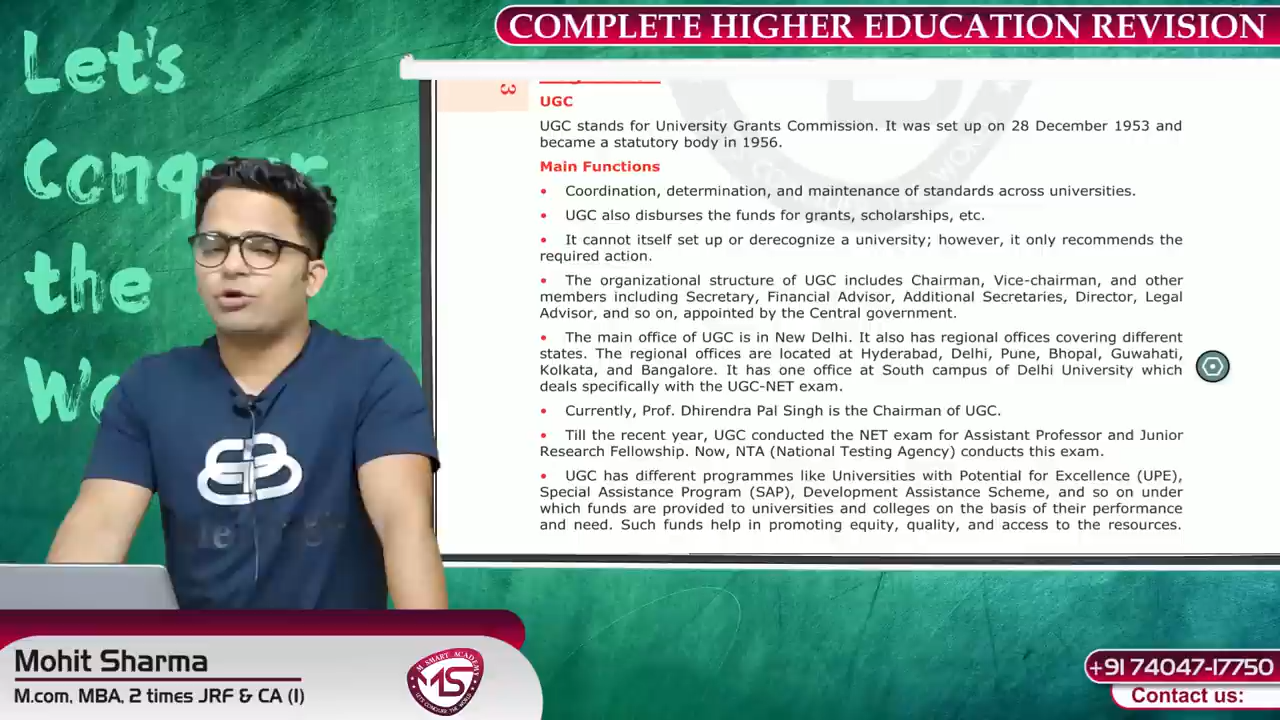 COMPLETE HIGHER EDUCATION REVISION
Let's
Conquer
the
Wo
3
UGC
UGC stands for University Grants Commission. It was set up on 28 December 1953 and
became a statutory body in 1956.
Main Functions
• Coordination, determination, and maintenance of standards across universities.
• UGC also disburses the funds for grants, scholarships, etc.
• It cannot itself set up or derecognize a university; however, it only recommends the
required action.
• The organizational structure of UGC includes Chairman, Vice-chairman, and other
members including Secretary, Financial Advisor, Additional Secretaries, Director, Legal
Advisor, and so on, appointed by the Central government.
• The main office of UGC is in New Delhi. It also has regional offices covering different
states. The regional offices are located at Hyderabad, Delhi, Pune, Bhopal, Guwahati,
Kolkata, and Bangalore. It has one office at South campus of Delhi University which
deals specifically with the UGC-NET exam.
• Currently, Prof. Dhirendra Pal Singh is the Chairman of UGC.
• Till the recent year, UGC conducted the NET exam for Assistant Professor and Junior
Research Fellowship. Now, NTA (National Testing Agency) conducts this exam.
• UGC has different programmes like Universities with Potential for Excellence (UPE),
Special Assistance Program (SAP), Development Assistance Scheme, and so on under
which funds are provided to universities and colleges on the basis of their performance
and need. Such funds help in promoting equity, quality, and access to the resources.
Mohit Sharma
M.com, MBA, 2 times JRF & CA (I)
M SMART ACADEMY
MS
LET'S CONQUER THE WORLD
+91 74047-17750
Contact us: